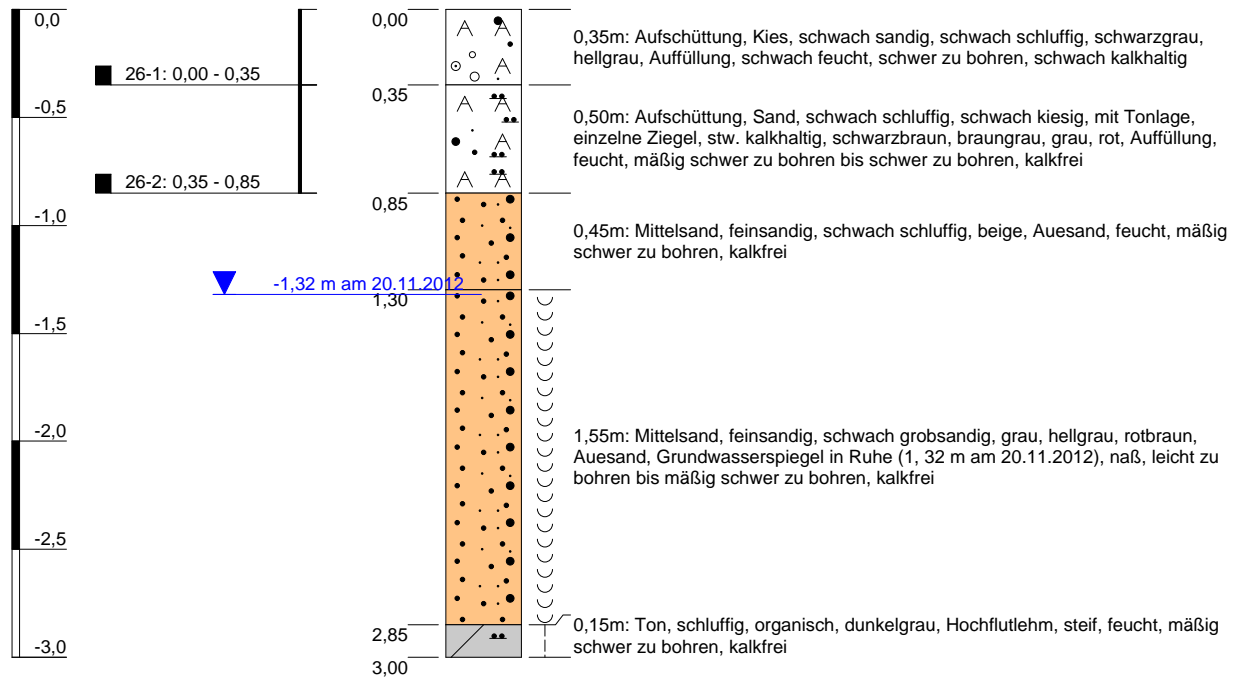 0,0
0,00
0,35m: Aufschüttung, Kies, schwach sandig, schwach schluffig, schwarzgrau,
hellgrau, Auffüllung, schwach feucht, schwer zu bohren, schwach kalkhaltig
26-1: 0,00 - 0,35
0,35
-0,5
0,50m: Aufschüttung, Sand, schwach schluffig, schwach kiesig, mit Tonlage,
einzelne Ziegel, stw. kalkhaltig, schwarzbraun, braungrau, grau, rot, Auffüllung,
feucht, mäßig schwer zu bohren bis schwer zu bohren, kalkfrei
26-2: 0,35 - 0,85
0,85
-1,0
0,45m: Mittelsand, feinsandig, schwach schluffig, beige, Auesand, feucht, mäßig
schwer zu bohren, kalkfrei
-1,32 m am 20.11.2012
1,30
-1,5
-2,0
1,55m: Mittelsand, feinsandig, schwach grobsandig, grau, hellgrau, rotbraun,
Auesand, Grundwasserspiegel in Ruhe (1, 32 m am 20.11.2012), naß, leicht zu
bohren bis mäßig schwer zu bohren, kalkfrei
-2,5
2,85
0,15m: Ton, schluffig, organisch, dunkelgrau, Hochflutlehm, steif, feucht, mäßig
schwer zu bohren, kalkfrei
-3,0
3,00